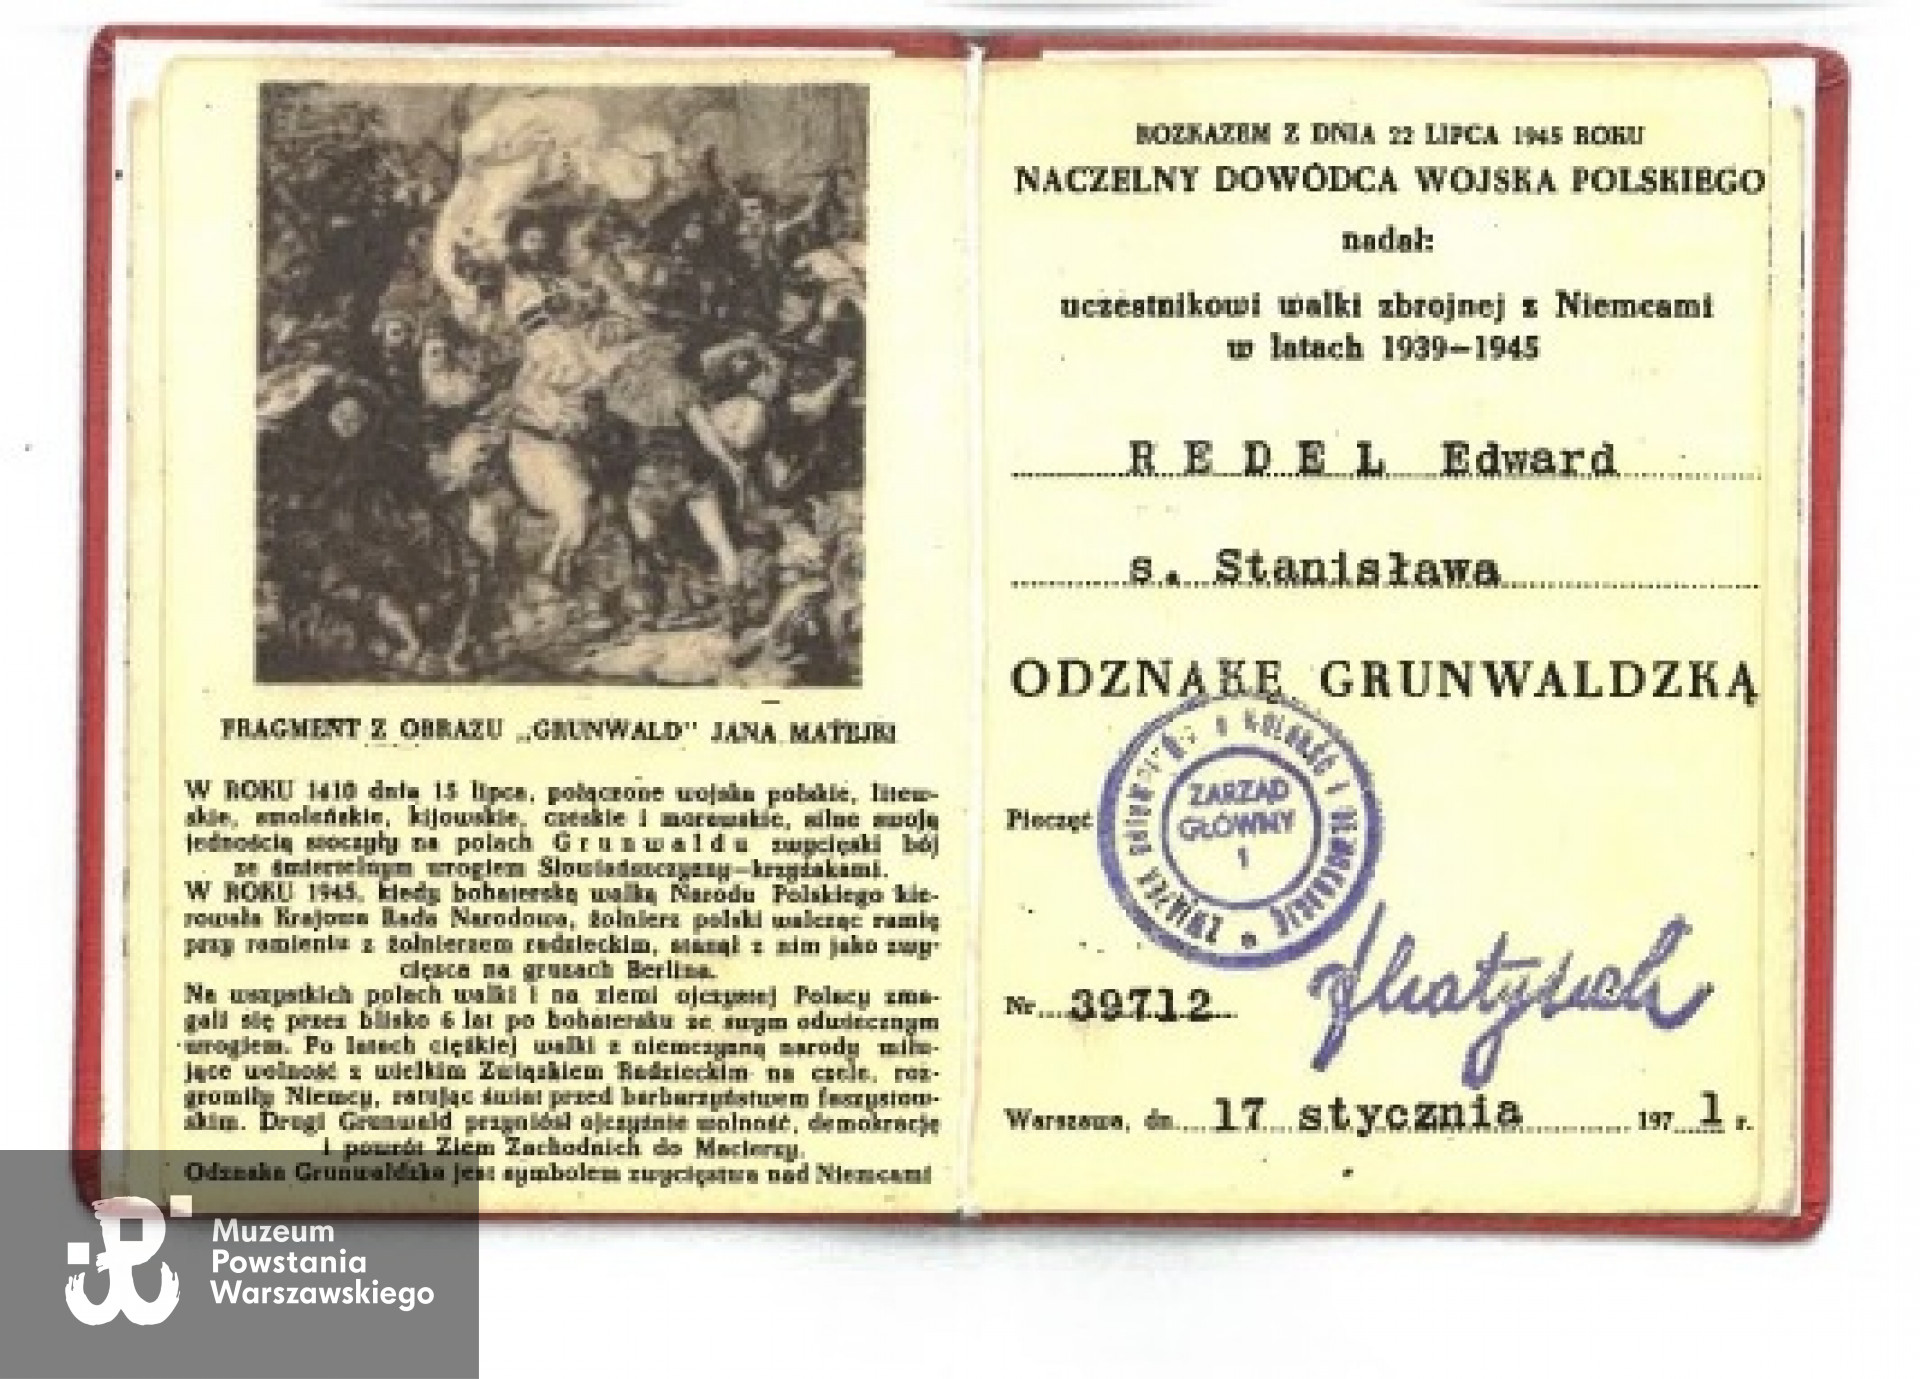 FRAGMENT Z OBRAZU „GRUNWALD” JANA MATEJKI
W ROKU 1410 dnia 15 lipca, połączone wojska polskie, litew-
skie, smoleńskie, kijowskie, czeskie i morawskie, silne swoją
jednością stoczyły na polach Grunwaldu zwycięski bój
ze śmiertelnym wrogiem Słowiańszczyzny—krzyżakami.
W ROKU 1945, kiedy bohaterską walką Narodu Polskiego kie-
rowała Krajowa Rada Narodowa, żołnierz polski walcząc ramię
przy ramieniu z żołnierzem radzieckim, stanął z nim jako zwy-
cięzca na gruzach Berlina.
Na wszystkich polach walki i na ziemi ojczystej Polacy zma-
gali się przez blisko 6 lat po bohatersku ze swym odwiecznym
wrogiem. Po latach ciężkiej walki z niemczyzną narody miłu-
jące wolność z wielkim Związkiem Radzieckim na czele, roz-
gromiły Niemcy, ratując świat przed barbarzyństwem faszystow-
skim. Drugi Grunwald przyniósł ojczyźnie wolność, demokrację
i powrót Ziem Zachodnich do Macierzy.
Odznaka Grunwaldzka jest symbolem zwycięstwa nad Niemcami
ROZKAZEM Z DNIA 22 LIPCA 1945 ROKU
NACZELNY DOWÓDCA WOJSKA POLSKIEGO
nadał:
uczestnikowi walki zbrojnej z Niemcami
w latach 1939—1945
REDEL Edward
s. Stanisława
ODZNAKĘ GRUNWALDZKĄ
Pieczęć
ZWIĄZEK o WOLNOŚĆ i DEMOKRACJĘ
ZARZĄD
GŁÓWNY
1
Nr 39712
Warszawa, dn. 17 stycznia 1971 r.
Muzeum
Powstania
Warszawskiego